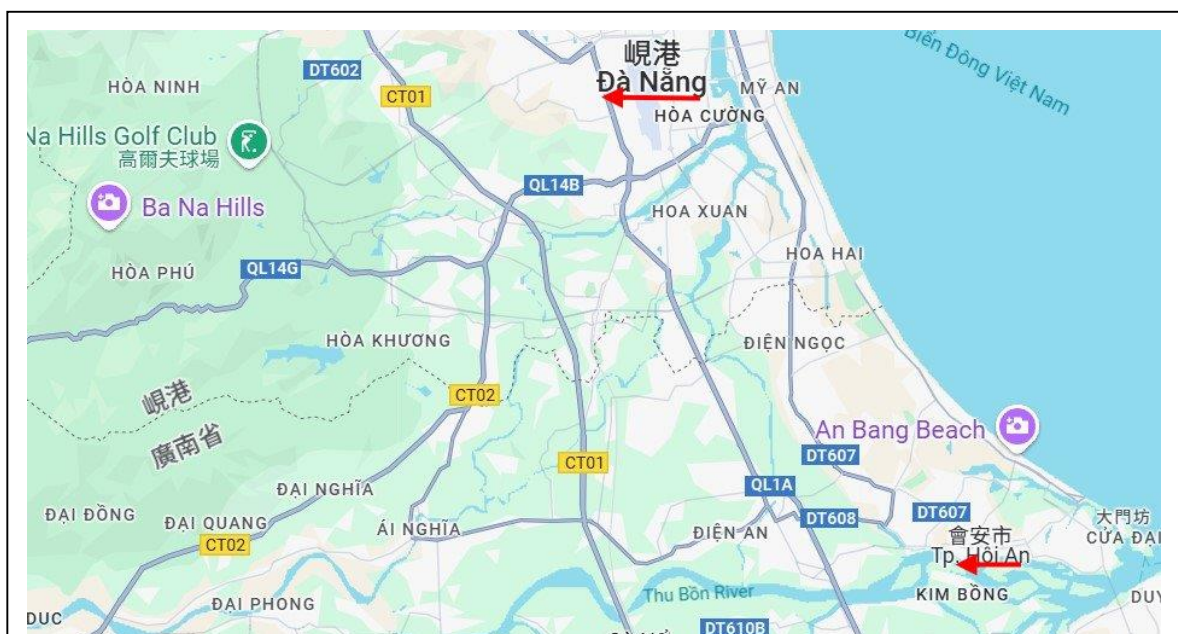 峴港
Đà Nẵng
DT602
CT01
HÒA NINH
MỸ AN
Biển Đông Việt Nam
HÒA CƯỜNG
Na Hills Golf Club
高爾夫球場
QL14B
Ba Na Hills
HOA XUAN
HOA HAI
HÒA PHÚ
QL14G
HÒA KHƯƠNG
ĐIỆN NGỌC
CT02
峴港
廣南省
An Bang Beach
DT607
CT01
QL1A
ĐẠI NGHĨA
ĐẠI ĐỒNG
ĐẠI QUANG
ÁI NGHĨA
DT608
DT607
大門坊
CỬA ĐẠI
ĐIỆN AN
會安市
Tp. Hội An
CT02
Thu Bồn River
KIM BỒNG
DUY
ĐẠI PHONG
DUC
DT610B